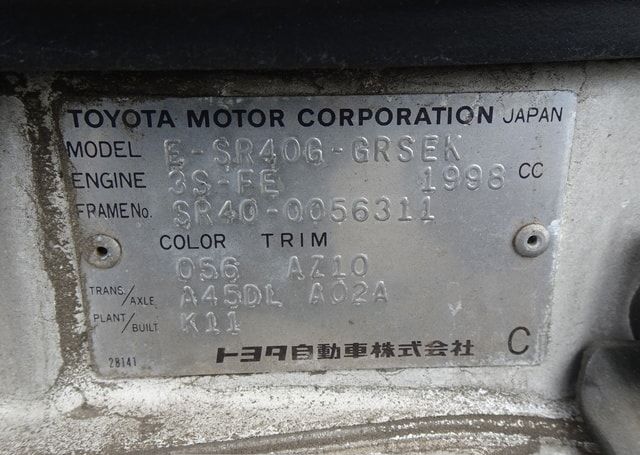 TOYOTA MOTOR CORPORATION JAPAN
MODEL E-SR40G-GRSEK
ENGINE 3S-FE 1998 CC
FRAME No. SR40-0056311
COLOR TRIM
056 AZ10
TRANS./AXLE A45DL A02A
PLANT/BUILT K11
28141 トヨタ自動車株式会社 C